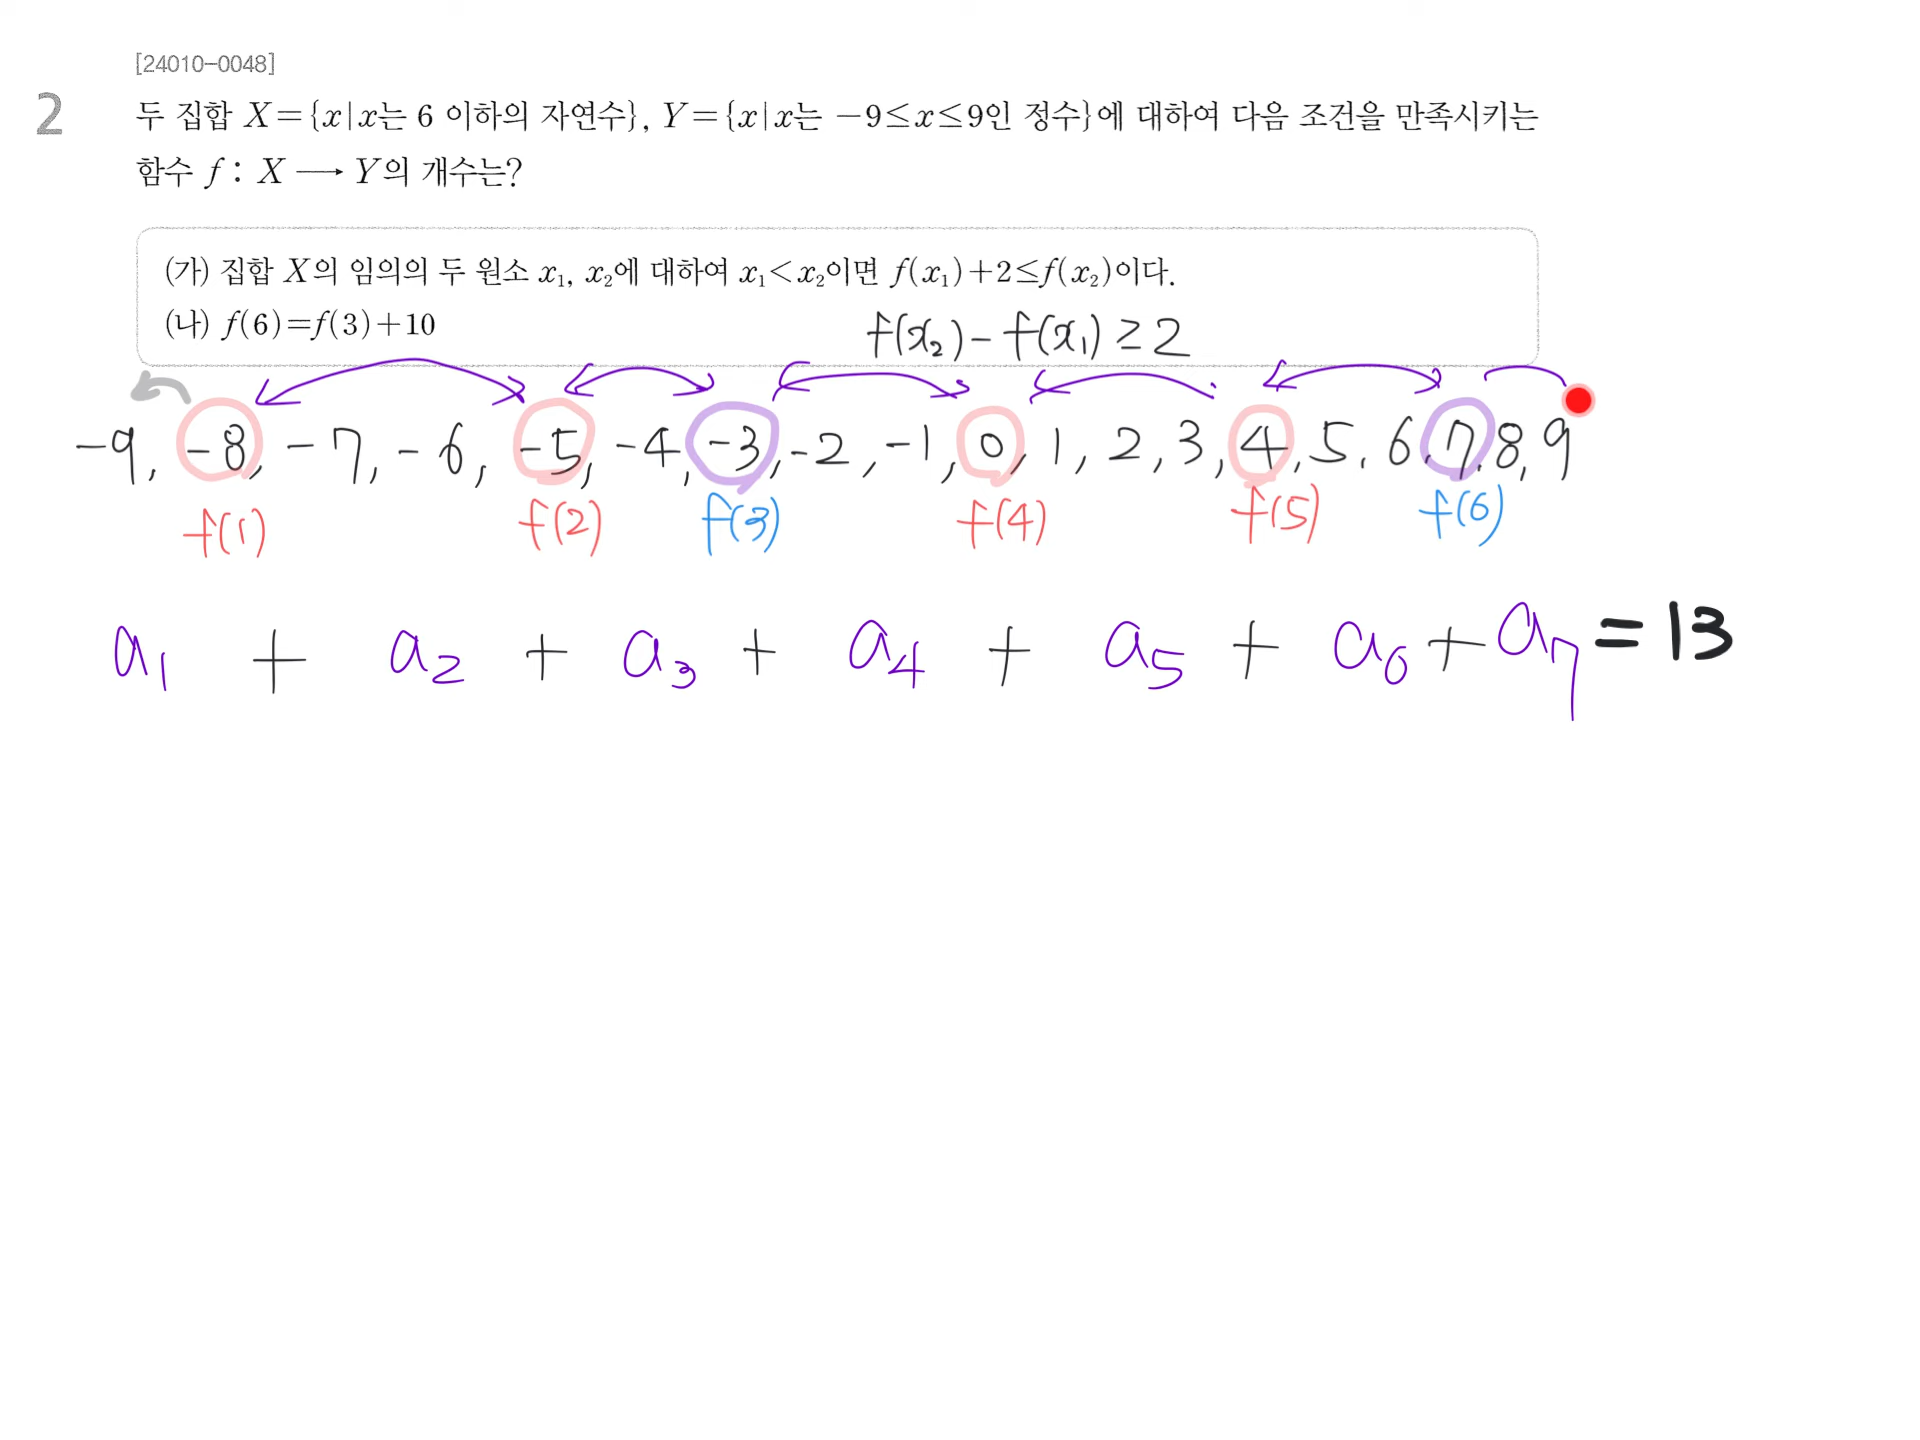 [24010-0048]
2
두 집합 X={x|x는 6 이하의 자연수}, Y={x|x는 -9≤x≤9인 정수}에 대하여 다음 조건을 만족시키는
함수 f : X ⟶ Y의 개수는?
(가) 집합 X의 임의의 두 원소 x₁, x₂에 대하여 x₁<x₂이면 f(x₁)+2≤f(x₂)이다.
(나) f(6)=f(3)+10
f(x₂)-f(x₁)≥2
-9, -8, -7, -6, -5, -4, -3, -2, -1, 0, 1, 2, 3, 4, 5, 6, 7, 8, 9
f(1) f(2) f(3) f(4) f(5) f(6)
a₁ + a₂ + a₃ + a₄ + a₅ + a₆ + a₇ = 13